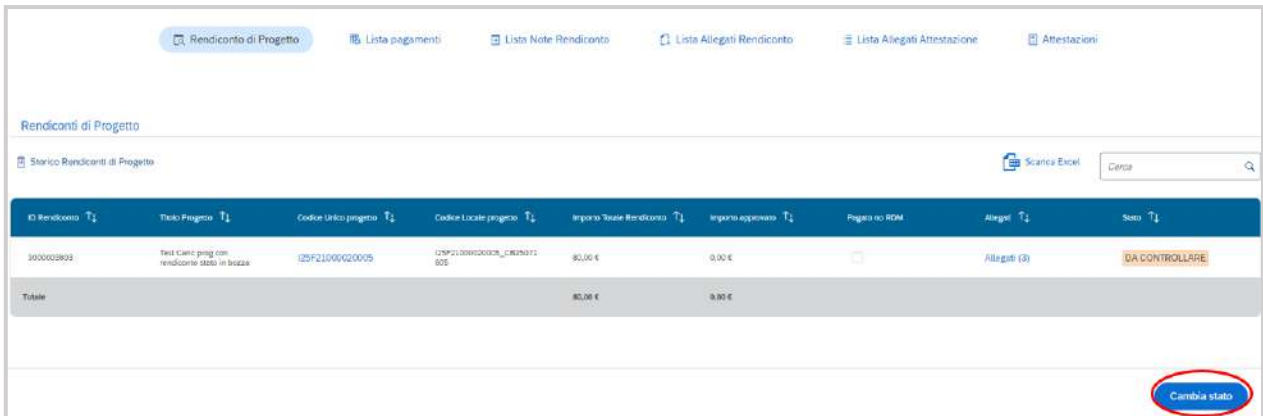 Rendiconto di Progetto Lista pagamenti Lista Note Rendiconto Lista Allegati Rendiconto Lista Allegati Attestazione Attestazioni
Rendiconti di Progetto
Storico Rendiconti di Progetto Scarica Excel Cerca
ID Rendiconto Titolo Progetto Codice Unico progetto Codice Locale progetto Importo Totale Rendiconto Importo approvato Pagato no RDM Allegati Stato
Test Canc prog con I25F21000020005 80,00 € 0,00 € Allegati (3) DA CONTROLLARE
rendiconto stato in bozza
Totale 80,00 € 0,00 €
Cambia stato